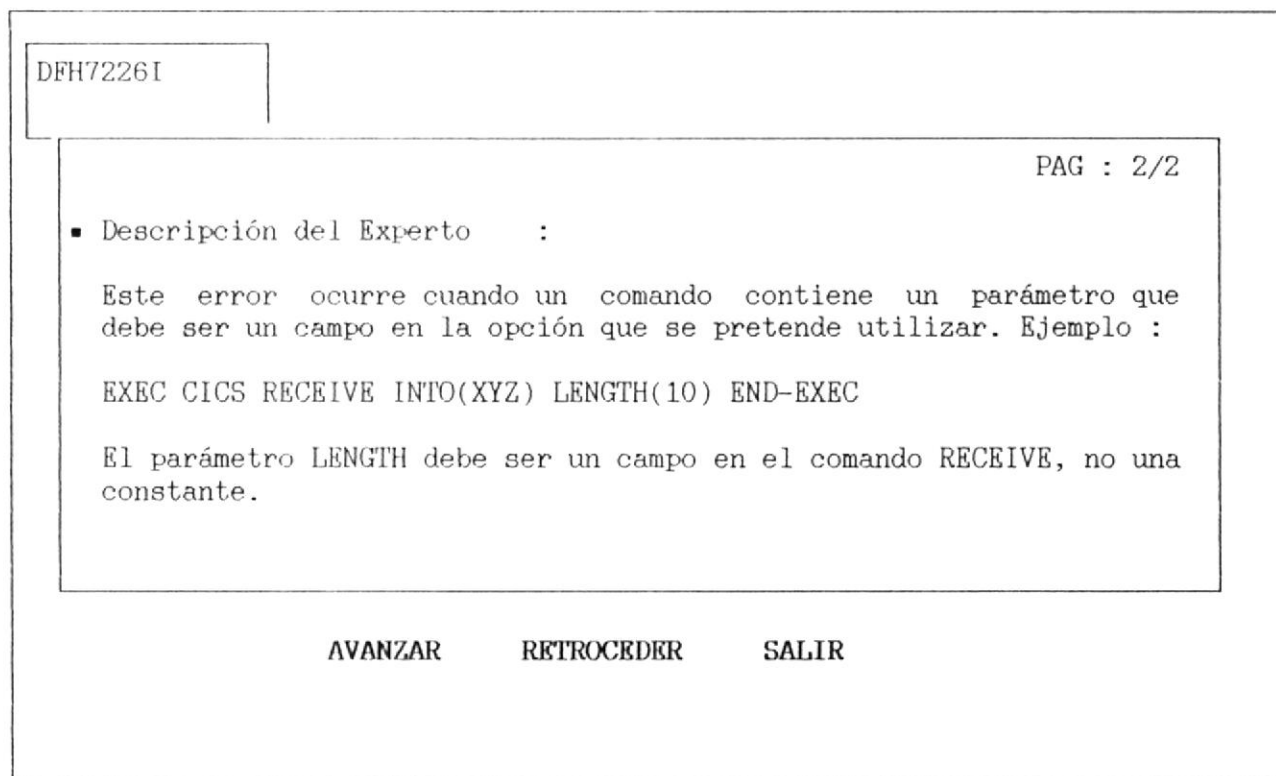 DFH7226I
PAG : 2/2
▪ Descripción del Experto :
Este error ocurre cuando un comando contiene un parámetro que
debe ser un campo en la opción que se pretende utilizar. Ejemplo :
EXEC CICS RECEIVE INTO(XYZ) LENGTH(10) END-EXEC
El parámetro LENGTH debe ser un campo en el comando RECEIVE, no una
constante.
AVANZAR RETROCEDER SALIR